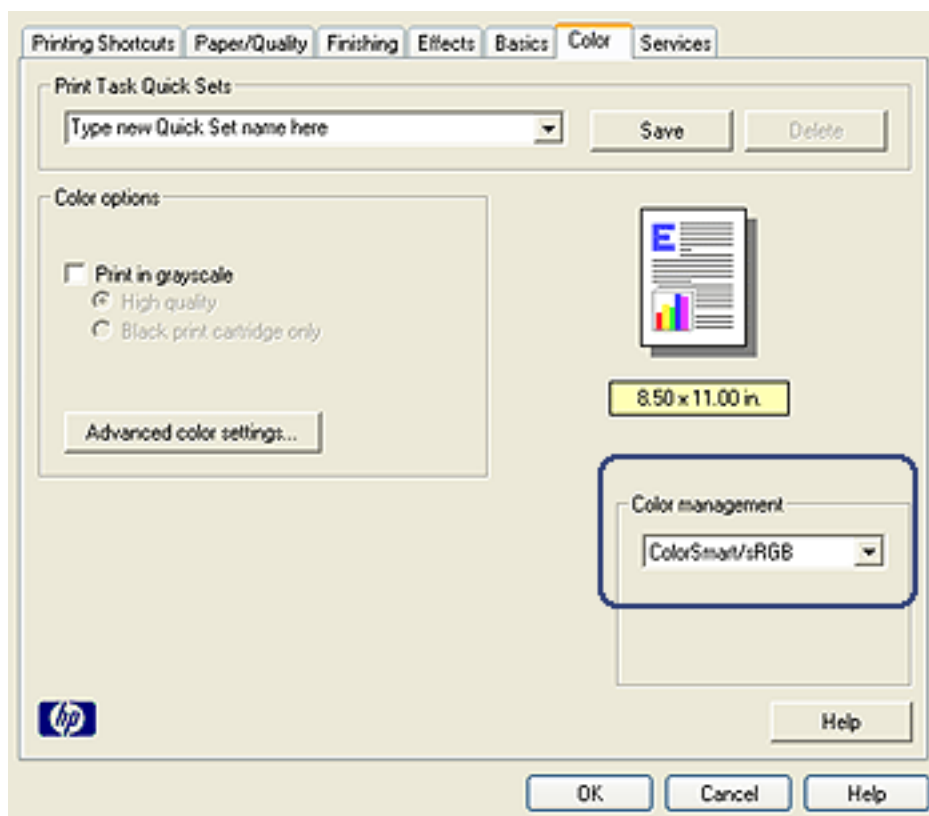 Printing Shortcuts Paper/Quality Finishing Effects Basics Color Services
Print Task Quick Sets
Type new Quick Set name here Save Delete
Color options
Print in grayscale
High quality
Black print cartridge only
Advanced color settings...
E
8.50 x 11.00 in.
Color management
ColorSmart/sRGB
hp
Help
OK Cancel Help